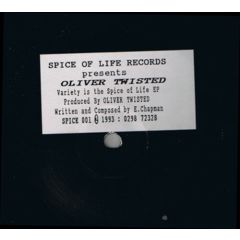 SPICE OF LIFE RECORDS
presents
OLIVER TWISTED
Variety is the Spice of Life EP
Produced By OLIVER TWISTED
Written and Composed by E.Chapman
SPICE 001 1993 : 0298 72328